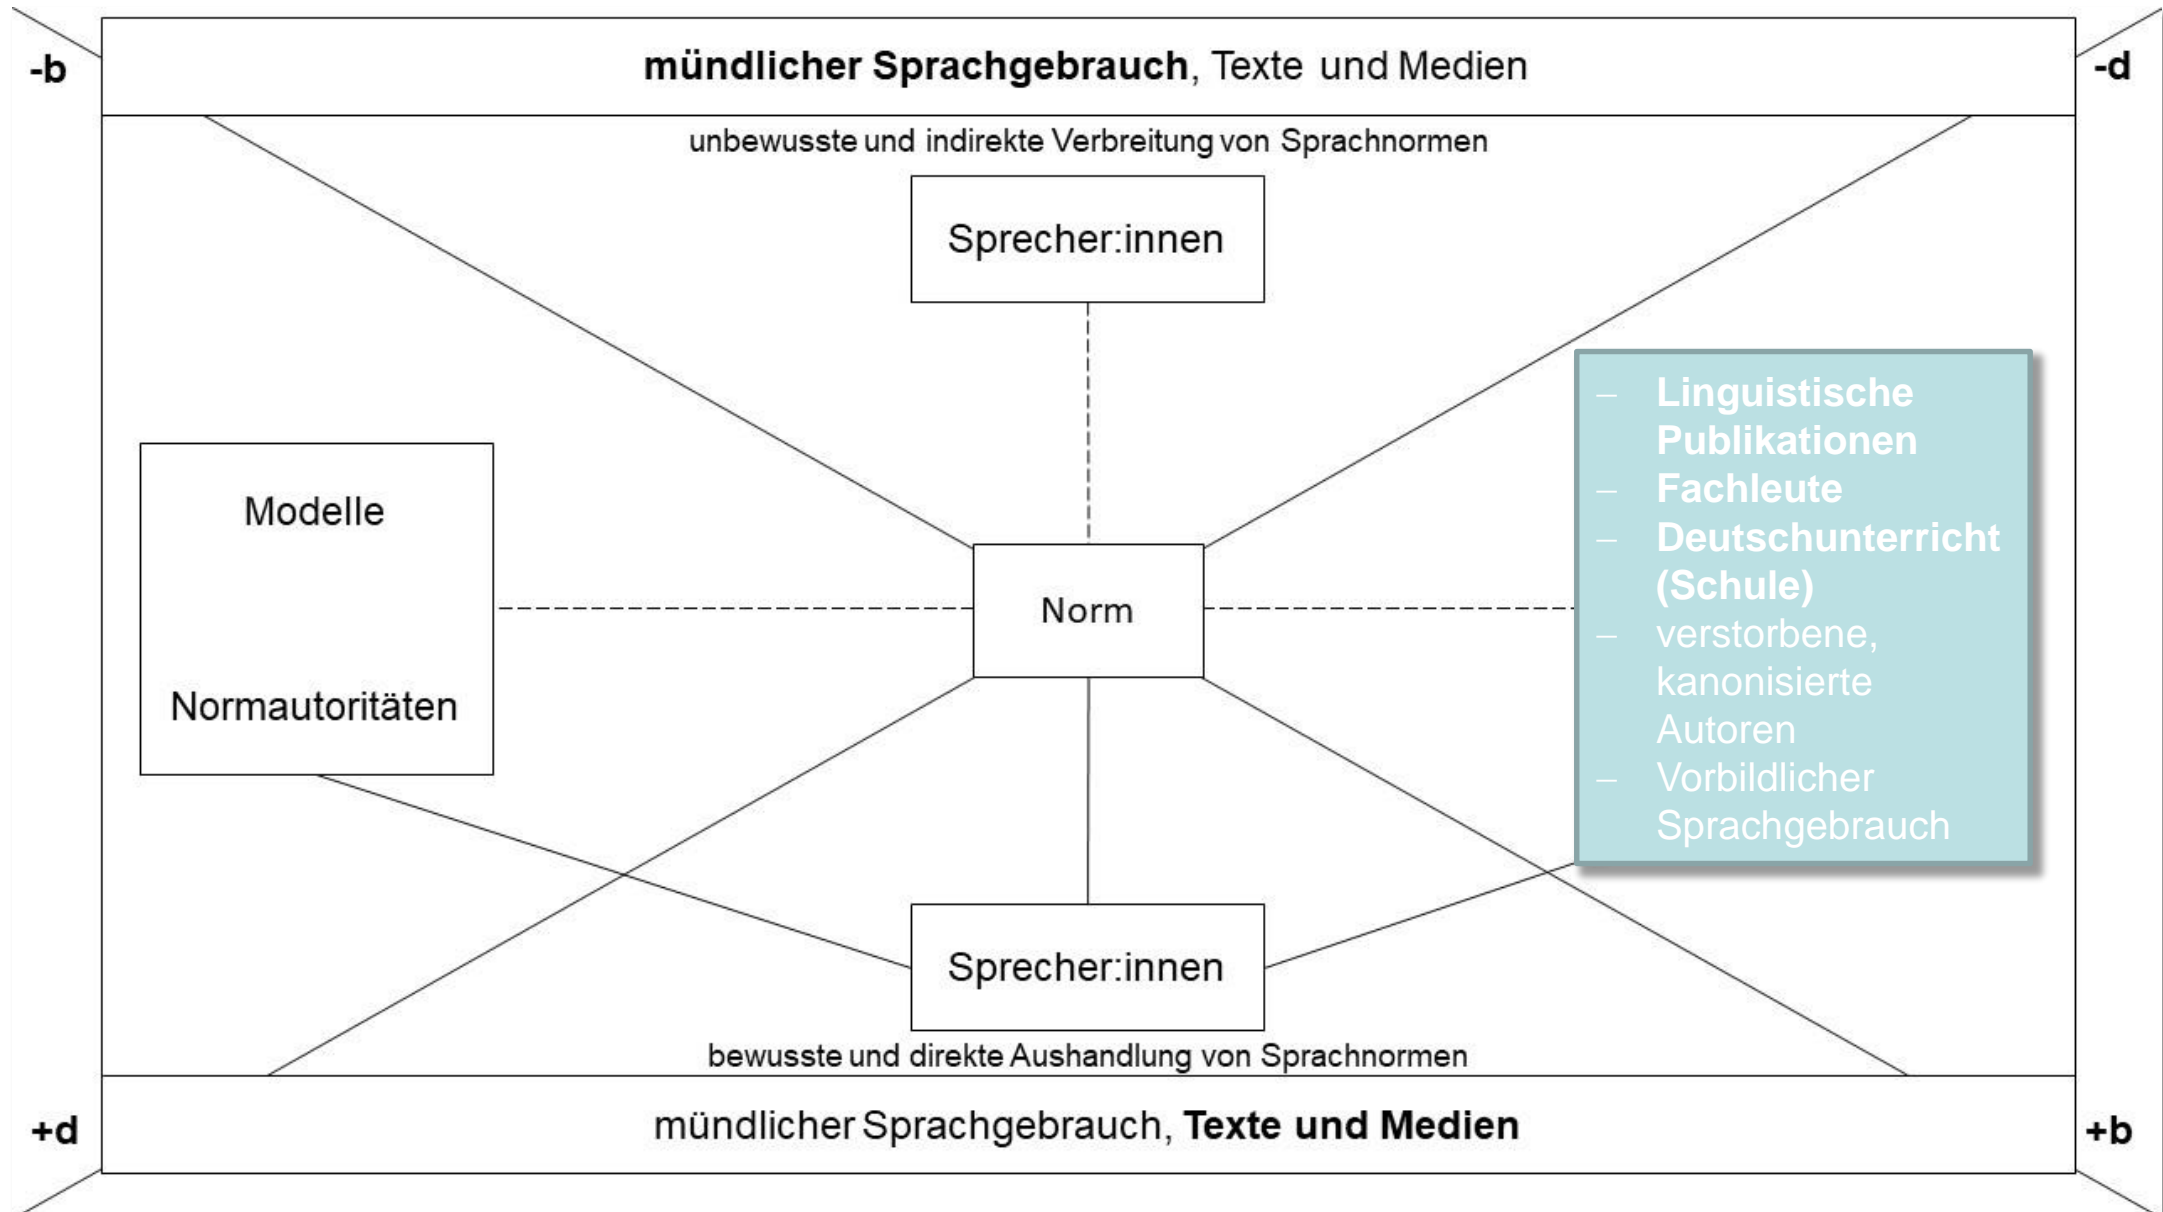 -b
mündlicher Sprachgebrauch, Texte und Medien
-d
unbewusste und indirekte Verbreitung von Sprachnormen
Sprecher:innen
Modelle
Normautoritäten
Norm
– Linguistische
Publikationen
– Fachleute
– Deutschunterricht
(Schule)
– verstorbene,
kanonisierte
Autoren
– Vorbildlicher
Sprachgebrauch
Sprecher:innen
bewusste und direkte Aushandlung von Sprachnormen
+d
mündlicher Sprachgebrauch, Texte und Medien
+b